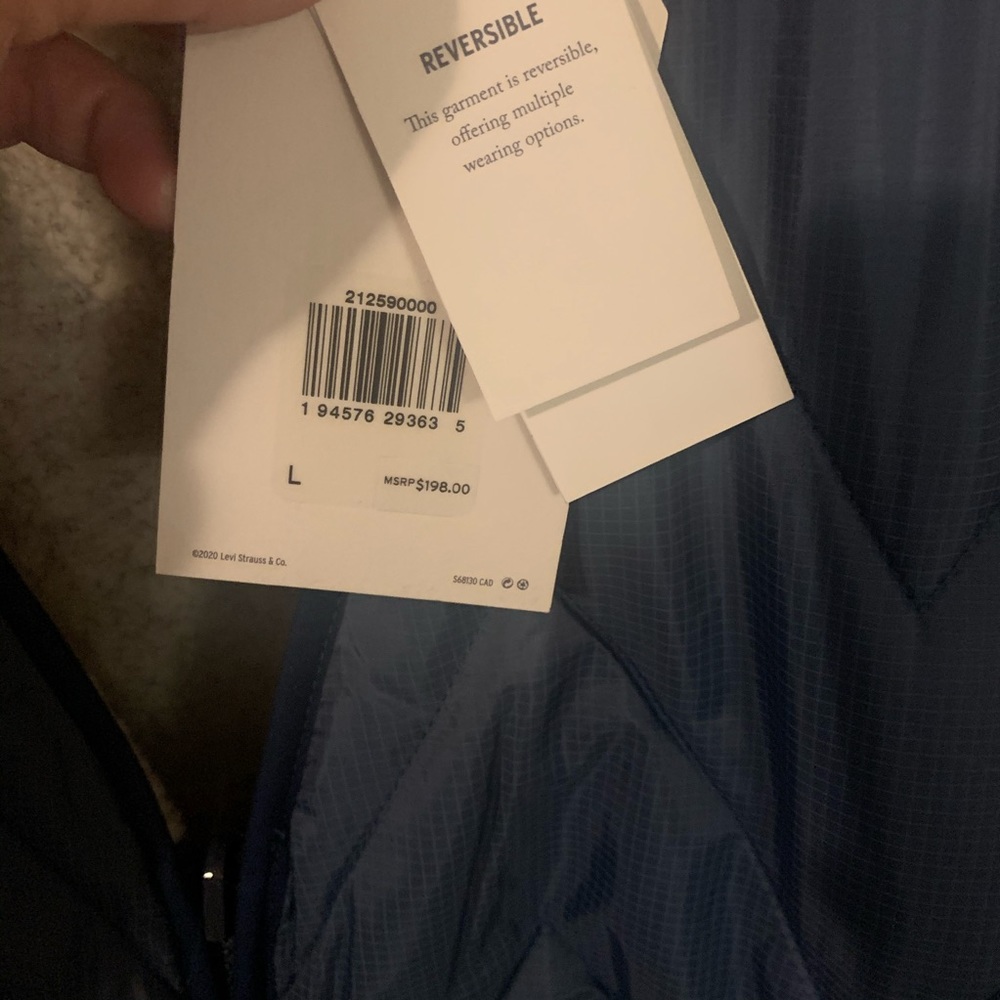 REVERSIBLE
This garment is reversible,
offering multiple
wearing options.
212590000
1 94576 29363 5
L
MSRP$198.00
©2020 Levi Strauss & Co.
S68130 CAD